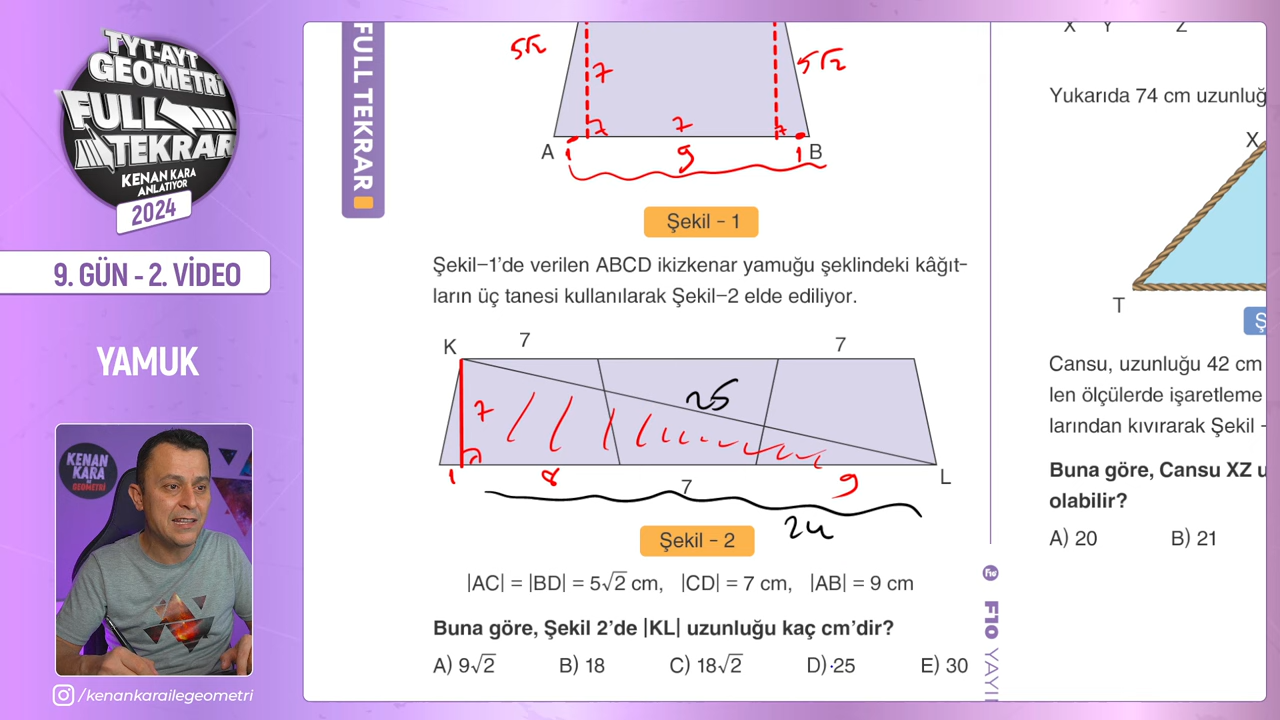 TYT-AYT
GEOMETRİ
FULL
TEKRAR
KENAN KARA
ANLATIYOR
2024
9. GÜN - 2. VİDEO
YAMUK
KENAN
KARA
İLE
GEOMETRİ
/kenankarailegeometri
FULL TEKRAR
5√2
7
5√2
7
A
1
9
1
B
Şekil - 1
Şekil-1'de verilen ABCD ikizkenar yamuğu şeklindeki kâğıt-
ların üç tanesi kullanılarak Şekil-2 elde ediliyor.
K
7
7
7
25
1
8
7
9
L
24
Şekil - 2
|AC| = |BD| = 5√2 cm, |CD| = 7 cm, |AB| = 9 cm
Buna göre, Şekil 2'de |KL| uzunluğu kaç cm'dir?
A) 9√2 B) 18 C) 18√2 D) 25 E) 30
F10
F10 YAYI
X Y Z
Yukarıda 74 cm uzunluğ
X
T
Ş
Cansu, uzunluğu 42 cm
len ölçülerde işaretleme
larından kıvırarak Şekil -
Buna göre, Cansu XZ u
olabilir?
A) 20 B) 21